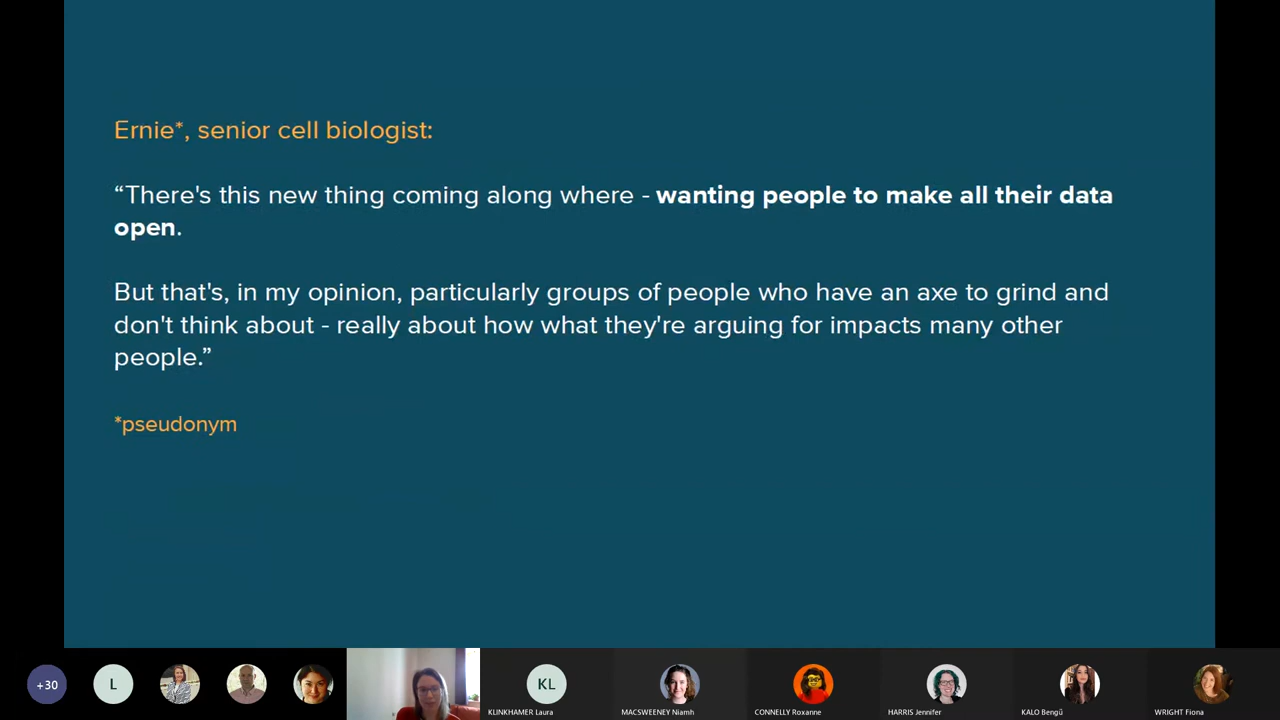 Ernie*, senior cell biologist:
“There's this new thing coming along where - wanting people to make all their data
open.
But that's, in my opinion, particularly groups of people who have an axe to grind and
don't think about - really about how what they're arguing for impacts many other
people.”
*pseudonym
+30
L
KL
KLINKHAMER Laura
MACSWEENEY Niamh
CONNELLY Roxanne
HARRIS Jennifer
KALO Bengü
WRIGHT Fiona